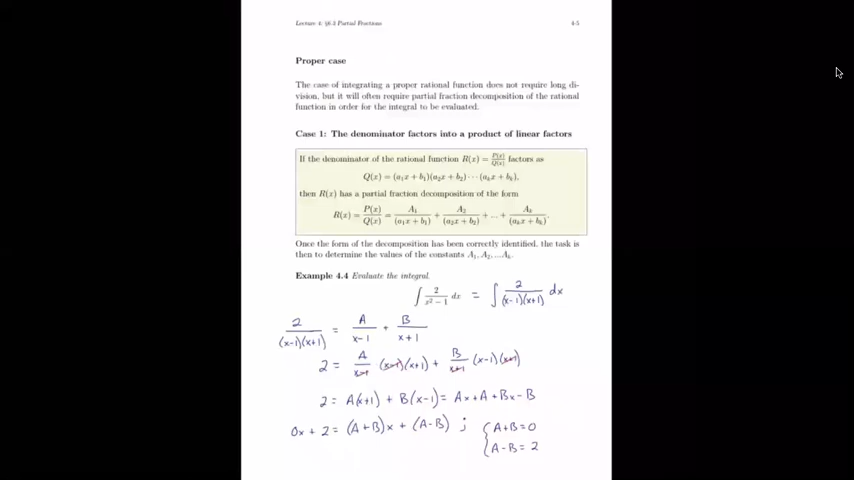 Lecture 4: §6.3 Partial Fractions 4-5
Proper case
The case of integrating a proper rational function does not require long di-
vision, but it will often require partial fraction decomposition of the rational
function in order for the integral to be evaluated.
Case 1: The denominator factors into a product of linear factors
If the denominator of the rational function R(x) = P(x)/Q(x) factors as
Q(x) = (a₁x + b₁)(a₂x + b₂) ··· (aₖx + bₖ),
then R(x) has a partial fraction decomposition of the form
R(x) = P(x)/Q(x) = A₁/(a₁x + b₁) + A₂/(a₂x + b₂) + ... + Aₖ/(aₖx + bₖ).
Once the form of the decomposition has been correctly identified, the task is
then to determine the values of the constants A₁, A₂, ...Aₖ.
Example 4.4 Evaluate the integral.
∫ 2/(x² − 1) dx = ∫ 2/((x-1)(x+1)) dx
2/((x-1)(x+1)) = A/(x-1) + B/(x+1)
2 = A/(x-1) (x-1)(x+1) + B/(x+1) (x-1)(x+1)
2 = A(x+1) + B(x-1) = Ax + A + Bx - B
0x + 2 = (A+B)x + (A-B) ; { A+B = 0
A-B = 2